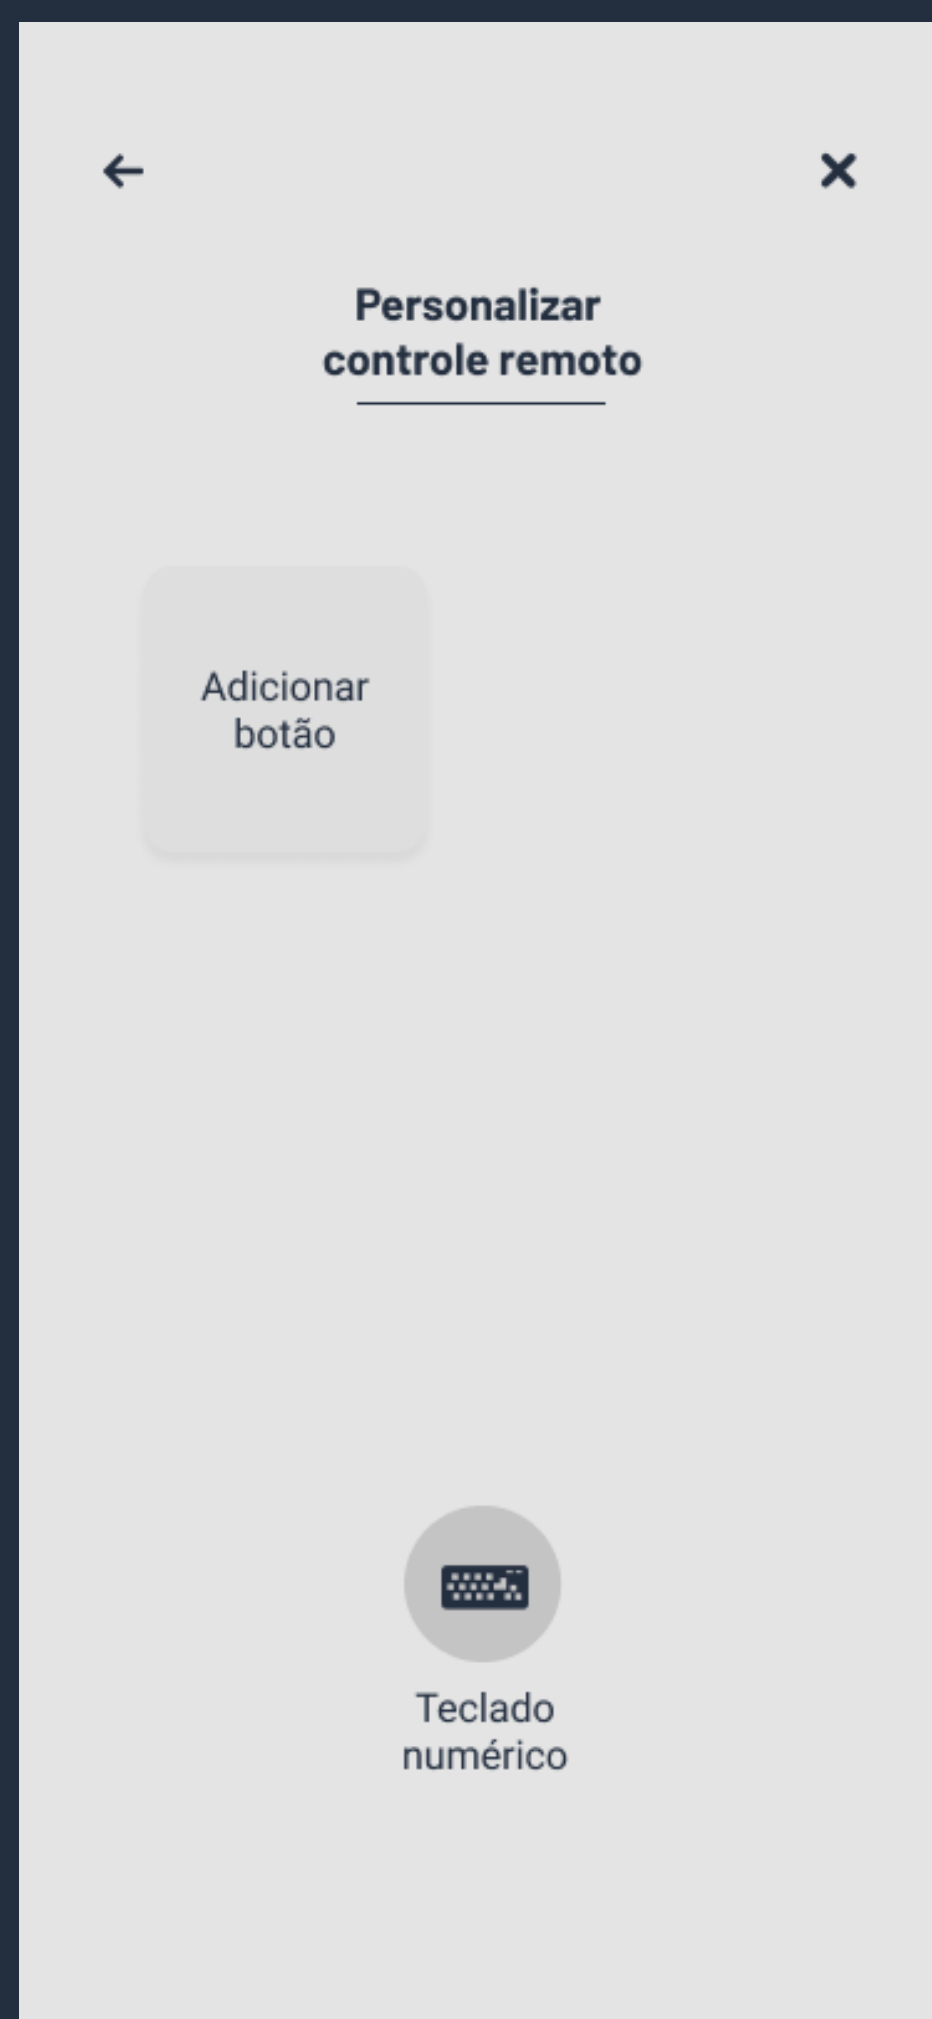 Personalizar
controle remoto
Adicionar
botão
Teclado
numérico